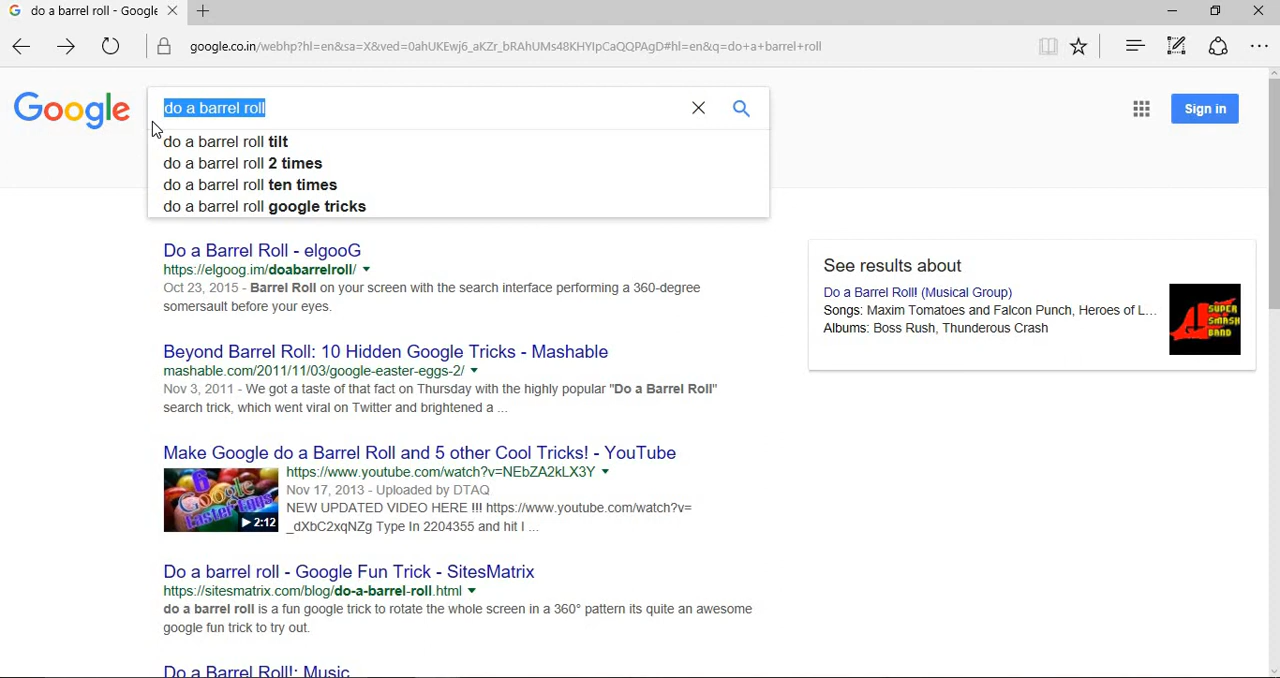 do a barrel roll - Google
google.co.in/webhp?hl=en&sa=X&ved=0ahUKEwj6_aKZr_bRAhUMs48KHYIpCaQQPAgD#hl=en&q=do+a+barrel+roll
Google
do a barrel roll
Sign in
do a barrel roll tilt
do a barrel roll 2 times
do a barrel roll ten times
do a barrel roll google tricks
Do a Barrel Roll - elgooG
https://elgoog.im/doabarrelroll/
Oct 23, 2015 - Barrel Roll on your screen with the search interface performing a 360-degree
somersault before your eyes.
See results about
Do a Barrel Roll! (Musical Group)
Songs: Maxim Tomatoes and Falcon Punch, Heroes of L...
Albums: Boss Rush, Thunderous Crash
SUPER
SMASH
BAND
Beyond Barrel Roll: 10 Hidden Google Tricks - Mashable
mashable.com/2011/11/03/google-easter-eggs-2/
Nov 3, 2011 - We got a taste of that fact on Thursday with the highly popular "Do a Barrel Roll"
search trick, which went viral on Twitter and brightened a ...
Make Google do a Barrel Roll and 5 other Cool Tricks! - YouTube
https://www.youtube.com/watch?v=NEbZA2kLX3Y
Nov 17, 2013 - Uploaded by DTAQ
NEW UPDATED VIDEO HERE !!! https://www.youtube.com/watch?v=
_dXbC2xqNZg Type In 2204355 and hit I ...
6
Google
Easter Eggs
2:12
Do a barrel roll - Google Fun Trick - SitesMatrix
https://sitesmatrix.com/blog/do-a-barrel-roll.html
do a barrel roll is a fun google trick to rotate the whole screen in a 360° pattern its quite an awesome
google fun trick to try out.
Do a Barrel Roll!: Music